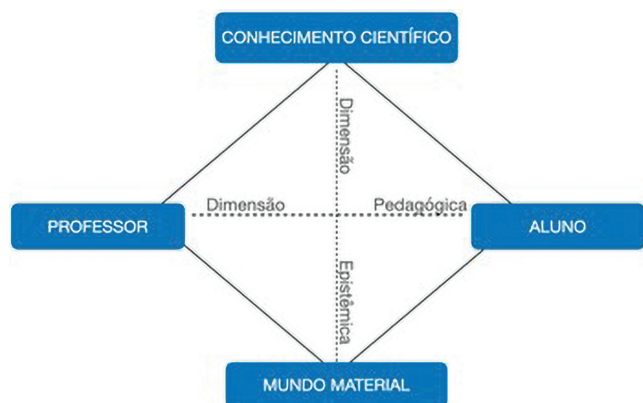 CONHECIMENTO CIENTÍFICO
Dimensão
Dimensão
Pedagógica
PROFESSOR
ALUNO
Epistêmica
MUNDO MATERIAL